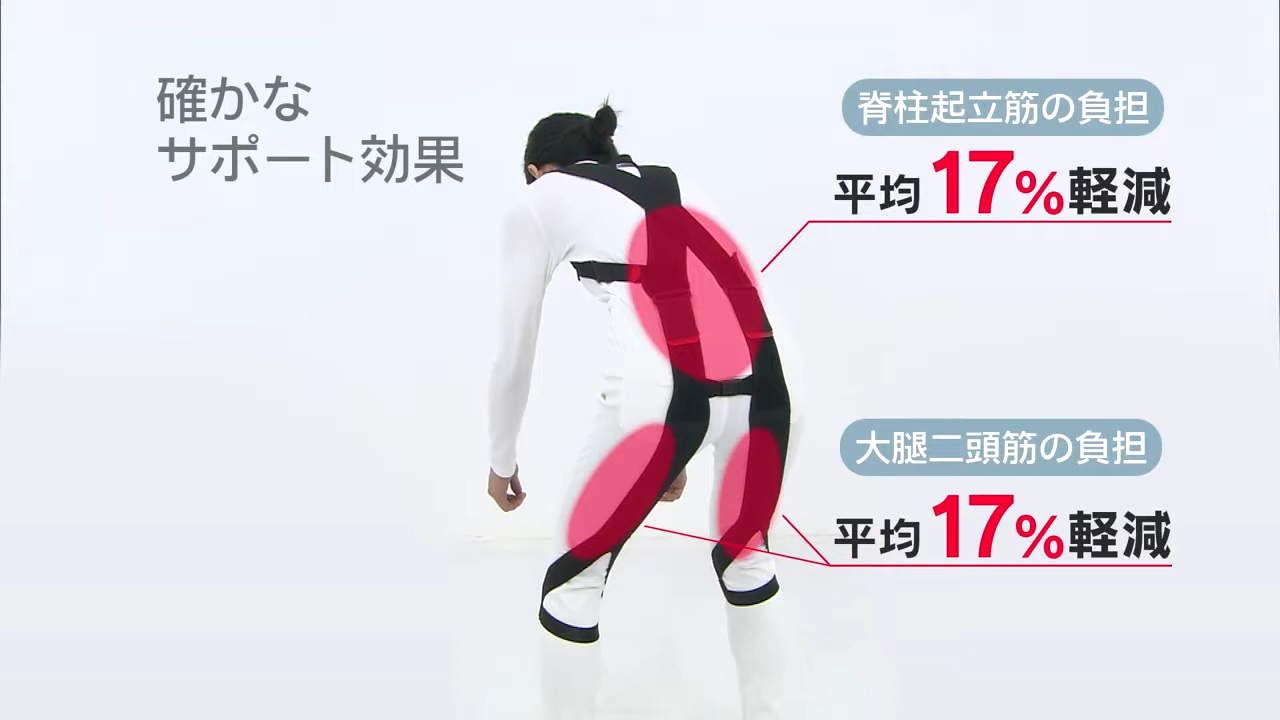 確かな
サポート効果
脊柱起立筋の負担
平均17%軽減
大腿二頭筋の負担
平均17%軽減